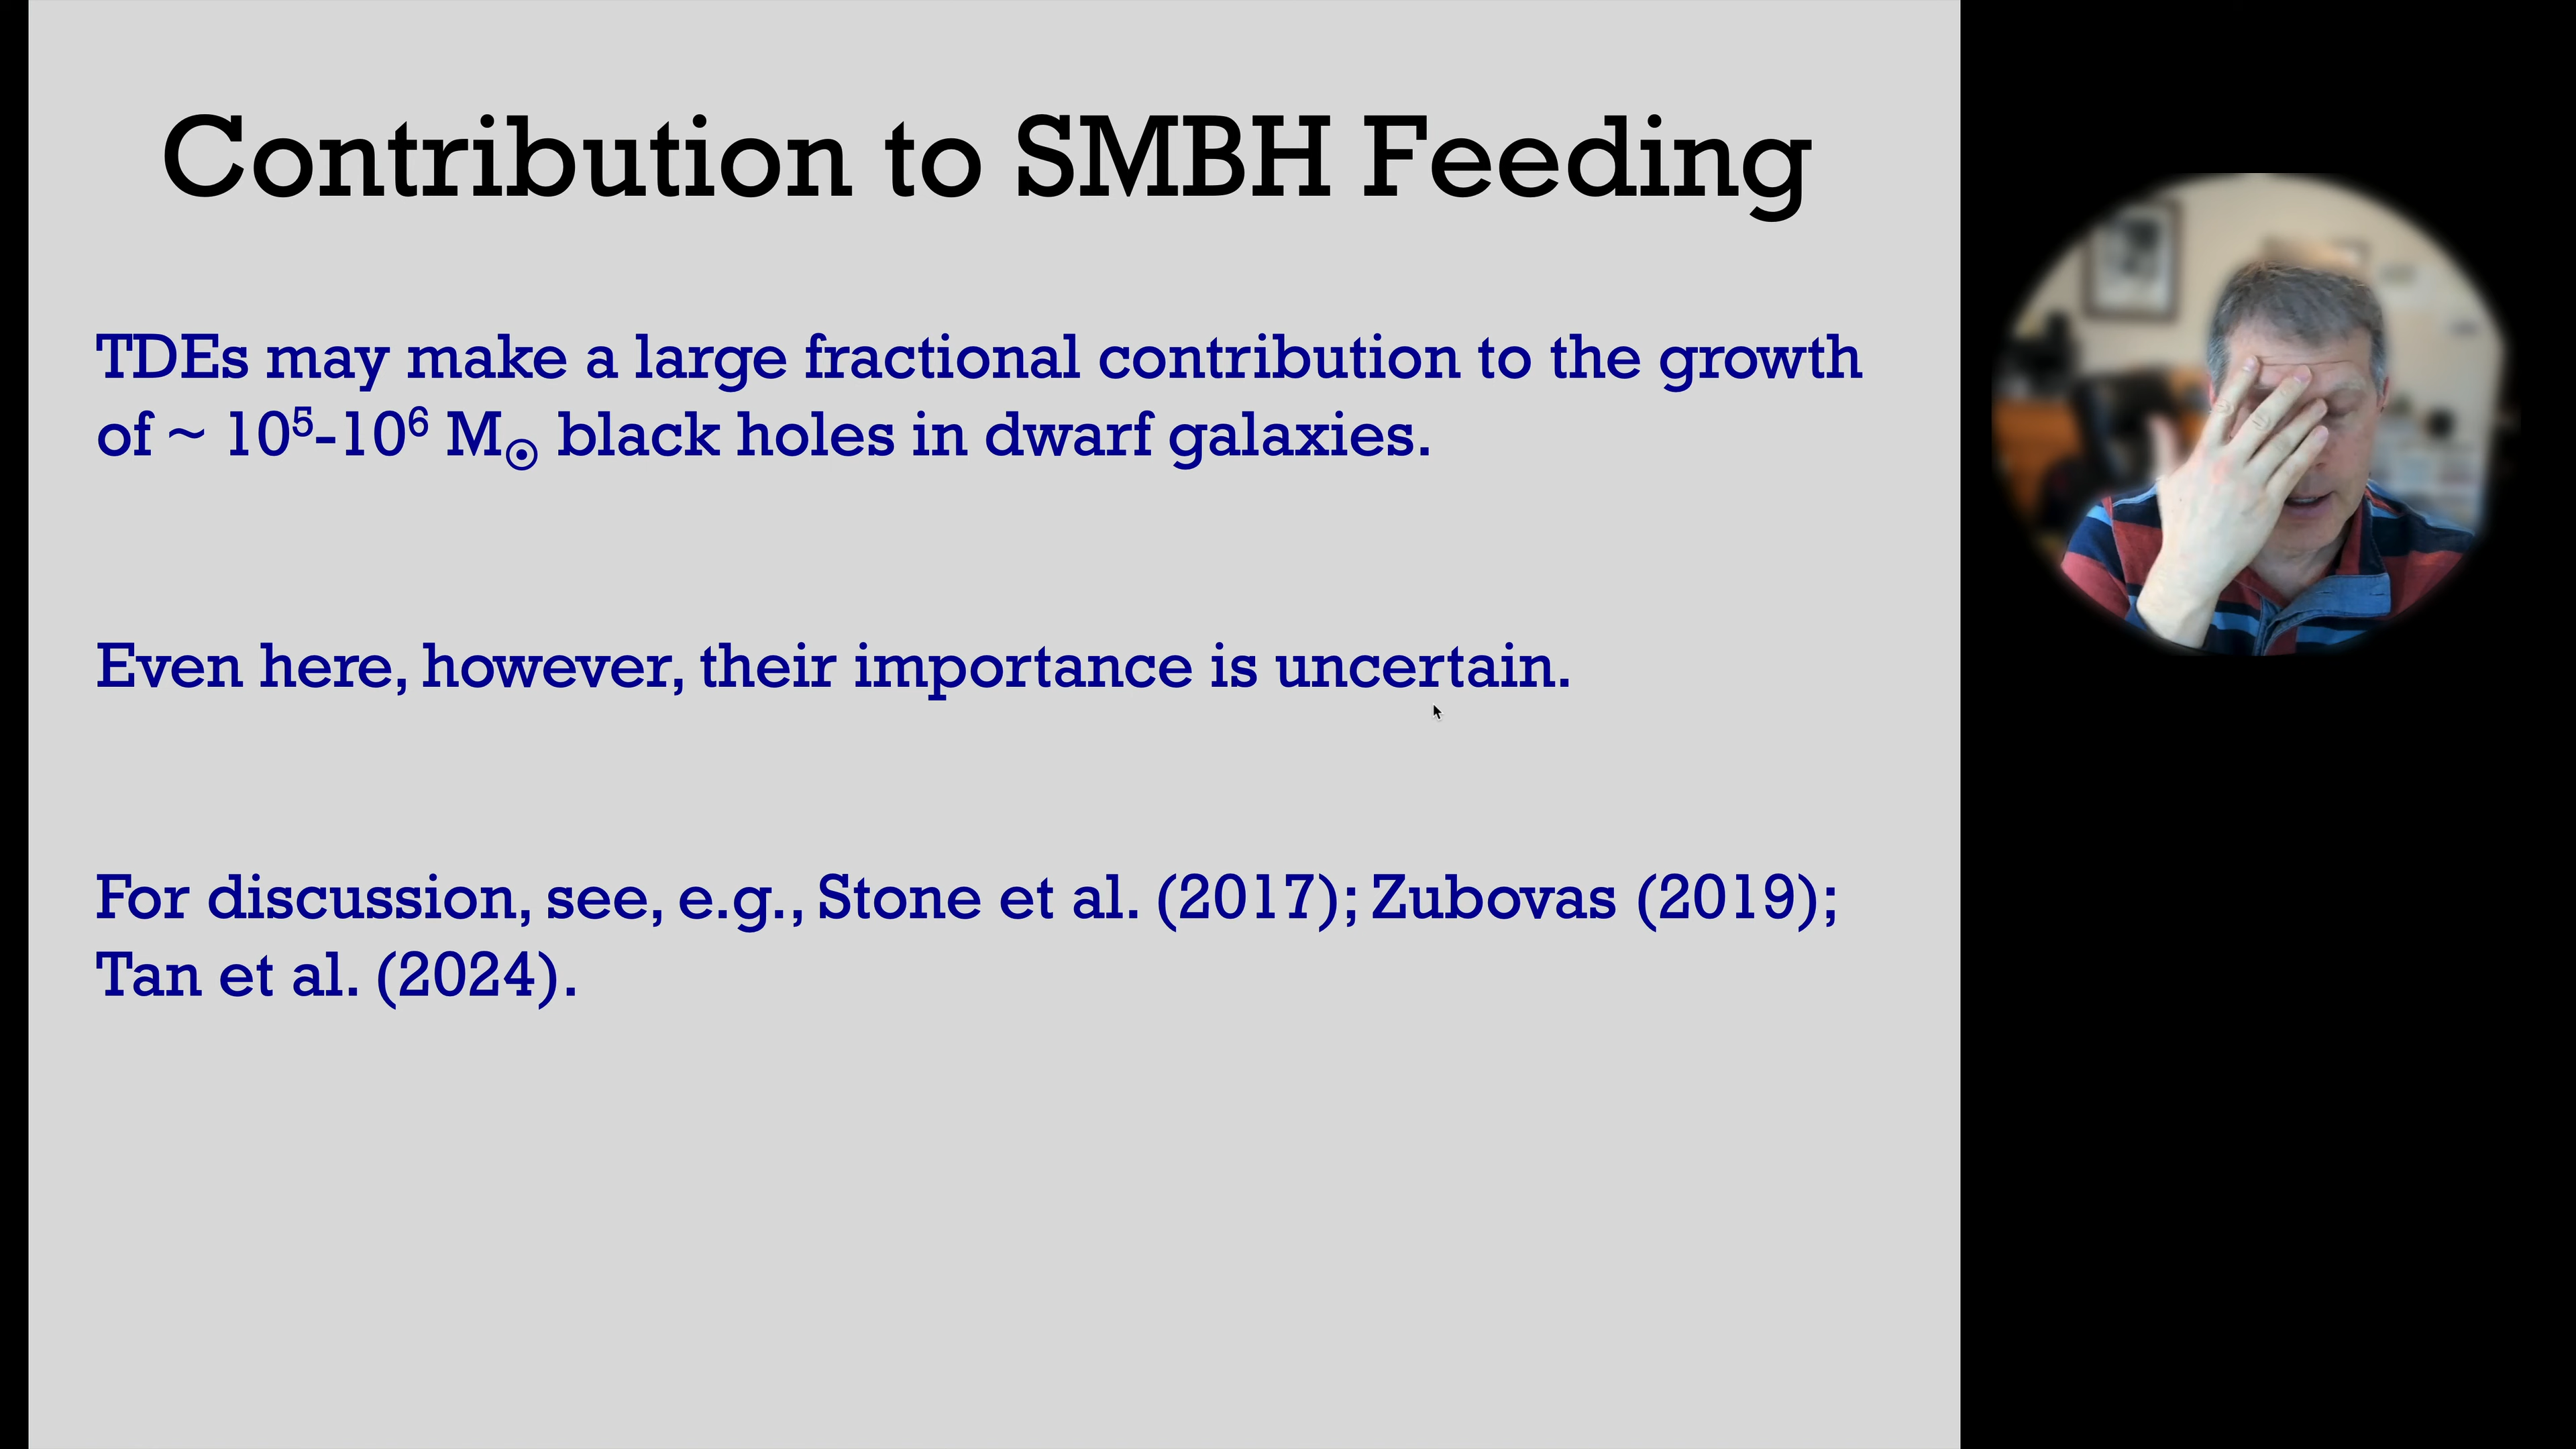 Contribution to SMBH Feeding
TDEs may make a large fractional contribution to the growth
of ~ 10⁵-10⁶ M☉ black holes in dwarf galaxies.
Even here, however, their importance is uncertain.
For discussion, see, e.g., Stone et al. (2017); Zubovas (2019);
Tan et al. (2024).